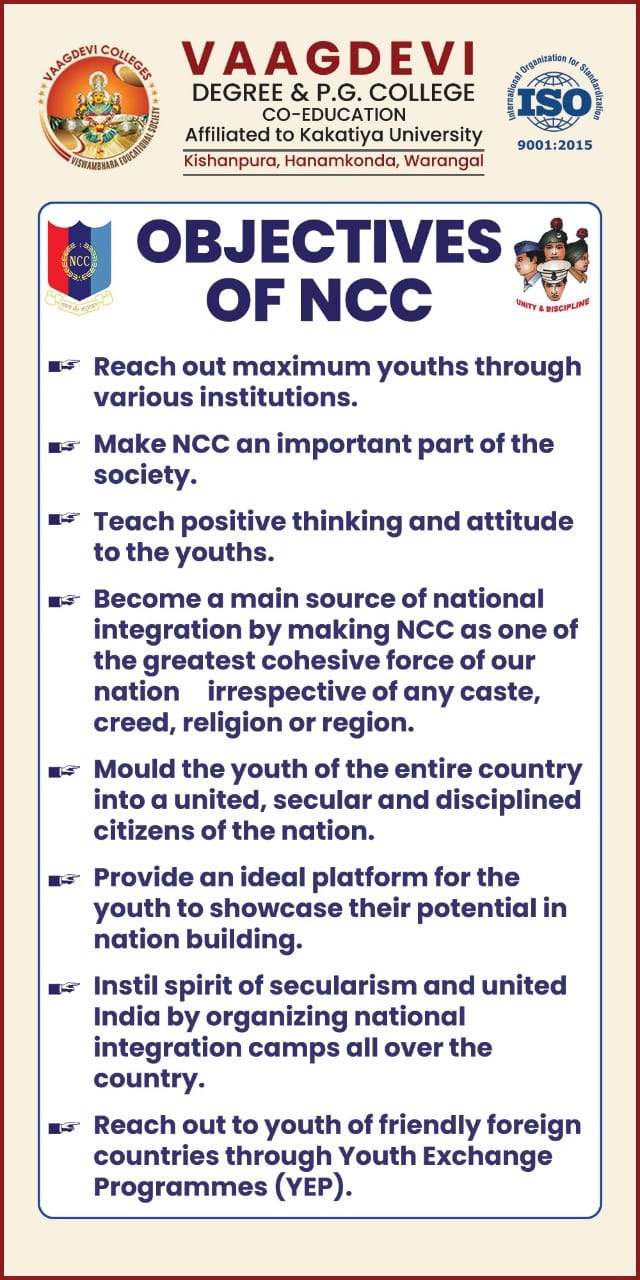 VAAGDEVI COLLEGES
VISWAMBHARA EDUCATIONAL SOCIETY
VAAGDEVI
DEGREE & P.G. COLLEGE
CO-EDUCATION
Affiliated to Kakatiya University
Kishanpura, Hanamkonda, Warangal
International Organization for Standardization
ISO
9001:2015
NCC
OBJECTIVES
OF NCC
UNITY & DISCIPLINE
Reach out maximum youths through
various institutions.
Make NCC an important part of the
society.
Teach positive thinking and attitude
to the youths.
Become a main source of national
integration by making NCC as one of
the greatest cohesive force of our
nation irrespective of any caste,
creed, religion or region.
Mould the youth of the entire country
into a united, secular and disciplined
citizens of the nation.
Provide an ideal platform for the
youth to showcase their potential in
nation building.
Instil spirit of secularism and united
India by organizing national
integration camps all over the
country.
Reach out to youth of friendly foreign
countries through Youth Exchange
Programmes (YEP).